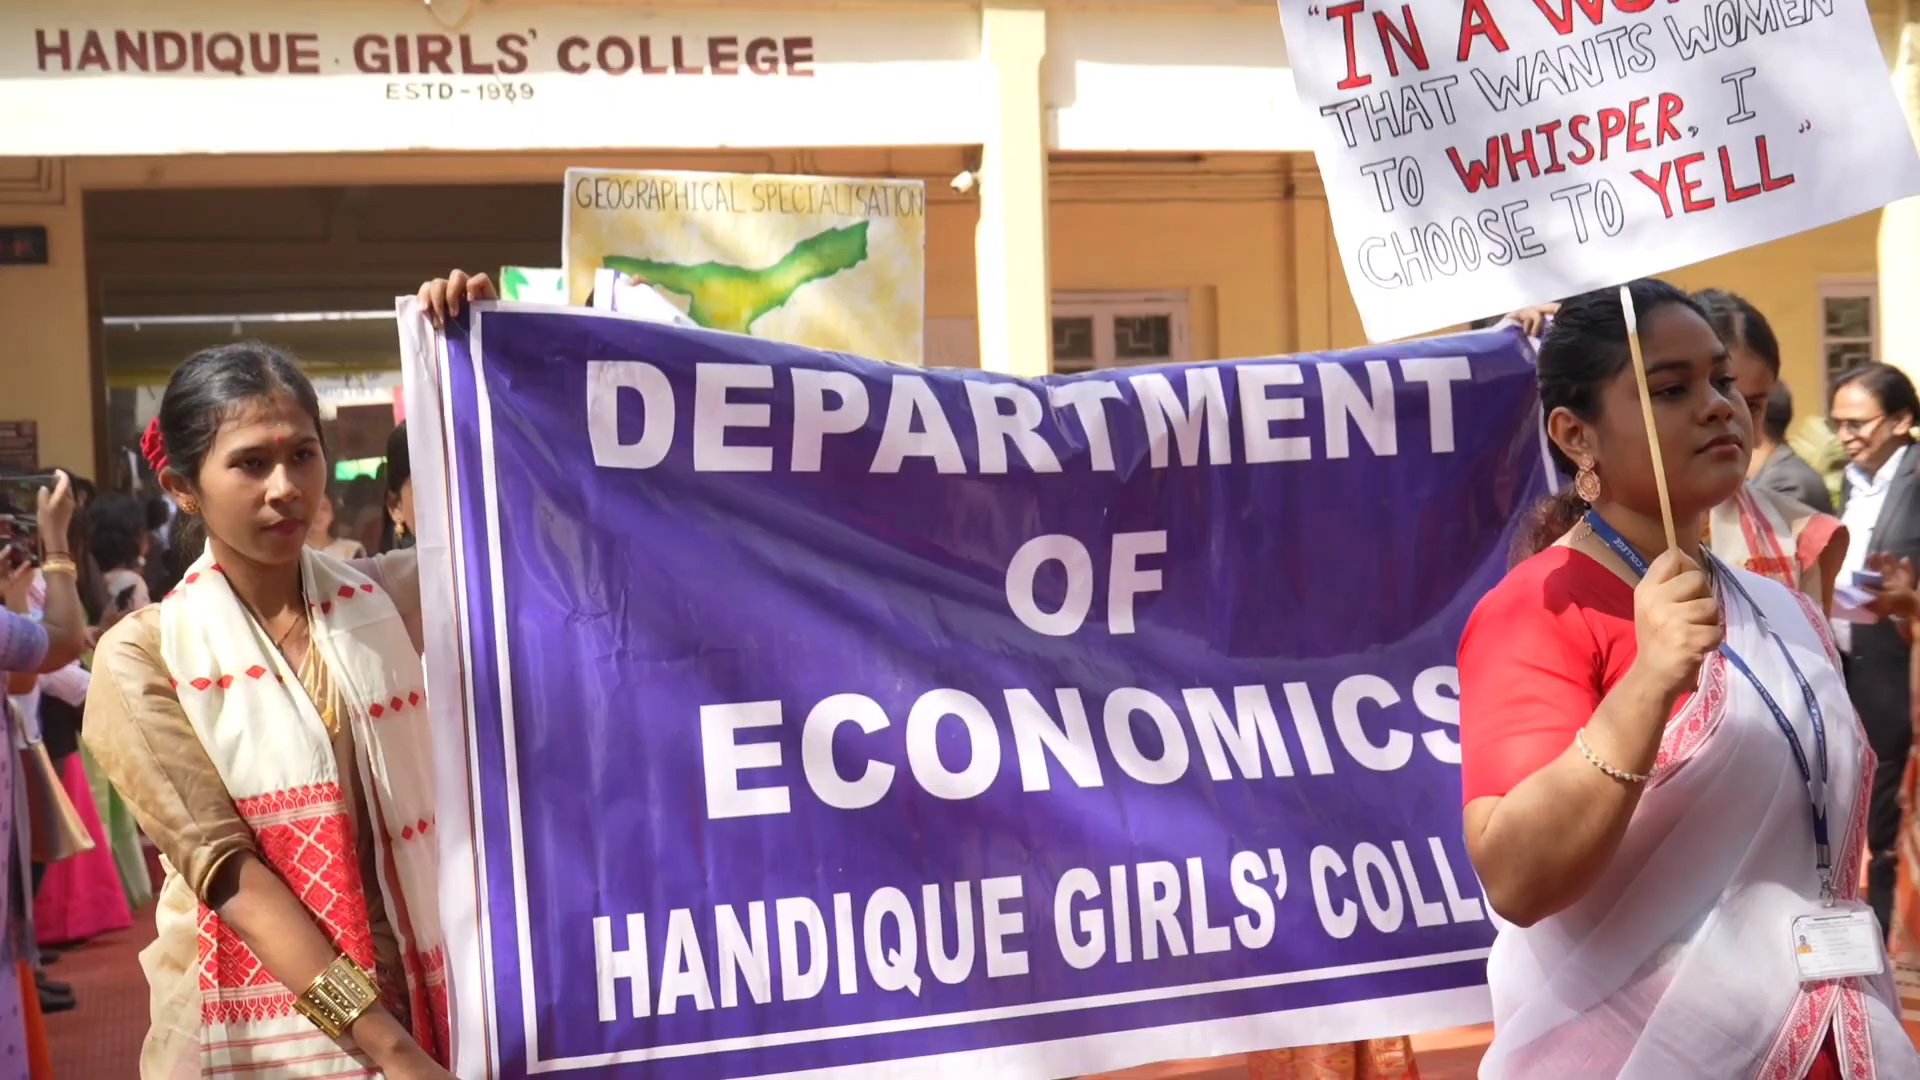 HANDIQUE GIRLS' COLLEGE
ESTD-1939
GEOGRAPHICAL SPECIALISATION
"IN A
THAT WANTS WOMEN
TO WHISPER, I
CHOOSE TO YELL"
DEPARTMENT
OF
ECONOMICS
HANDIQUE GIRLS' COLL